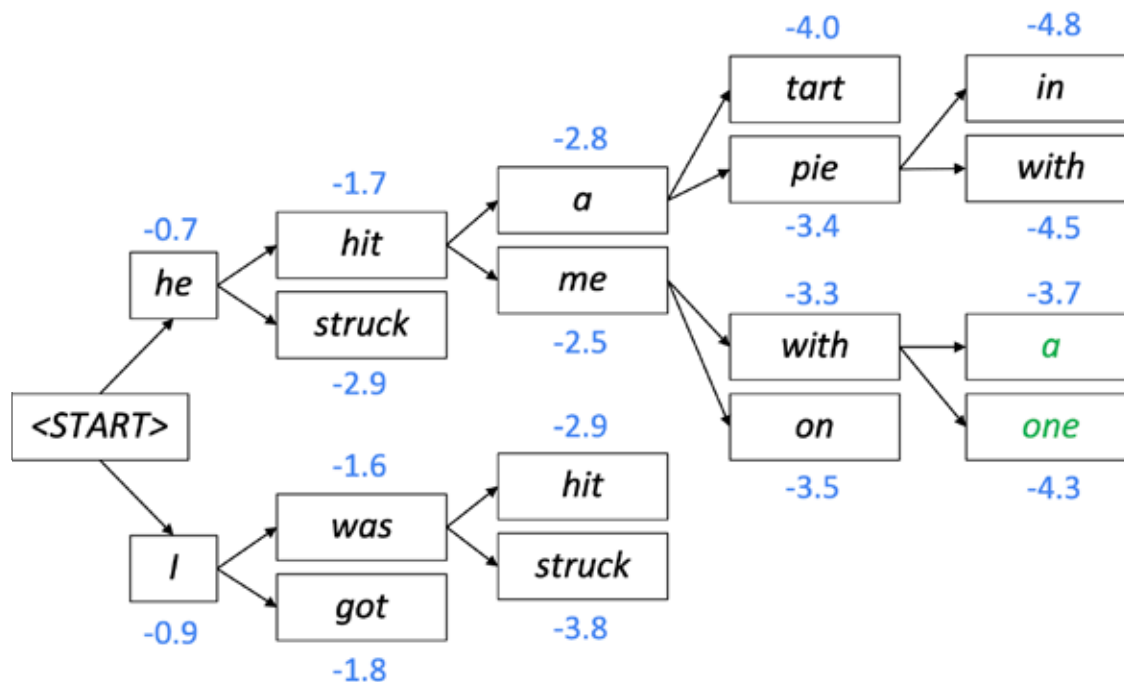 -4.0
-4.8
tart
in
-2.8
-1.7
a
pie
with
-0.7
hit
-3.4
-4.5
he
me
struck
-3.3
-3.7
-2.5
with
a
-2.9
<START>
-2.9
on
one
-1.6
hit
-3.5
-4.3
was
I
struck
got
-0.9
-3.8
-1.8